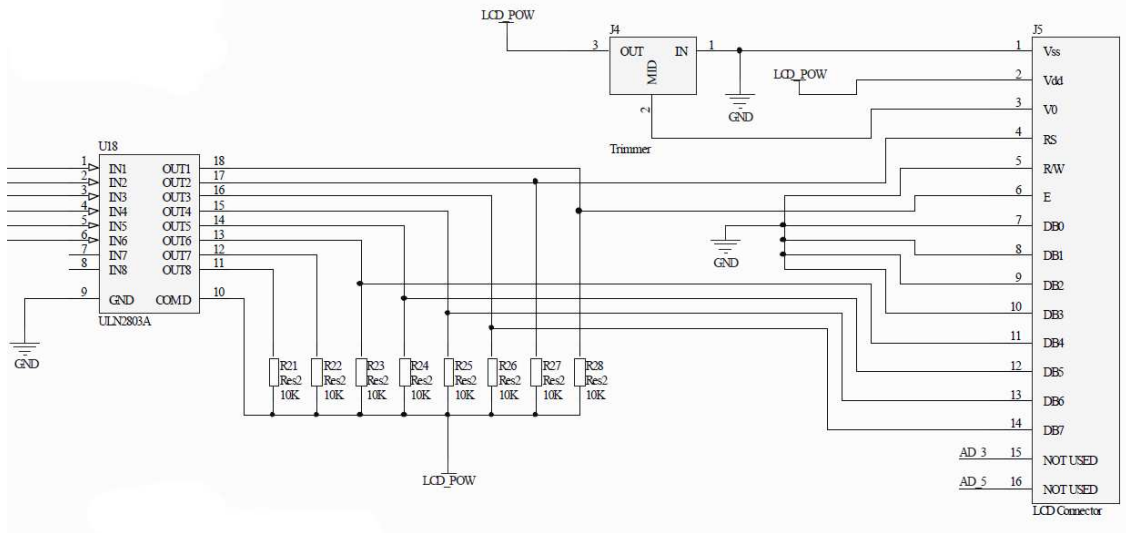 LCD_POW
J4
J5
3 OUT IN 1
MID
2
Trimmer
GND
LCD_POW
1 Vss
2 Vdd
3 V0
4 RS
5 R/W
6 E
7 DB0
8 DB1
9 DB2
10 DB3
11 DB4
12 DB5
13 DB6
14 DB7
AD_3 15 NOT USED
AD_5 16 NOT USED
LCD Connector
GND
U18
1 IN1 OUT1 18
2 IN2 OUT2 17
3 IN3 OUT3 16
4 IN4 OUT4 15
5 IN5 OUT5 14
6 IN6 OUT6 13
7 IN7 OUT7 12
8 IN8 OUT8 11
9 GND COMD 10
ULN2803A
GND
R21
Res2
10K
R22
Res2
10K
R23
Res2
10K
R24
Res2
10K
R25
Res2
10K
R26
Res2
10K
R27
Res2
10K
R28
Res2
10K
LCD_POW